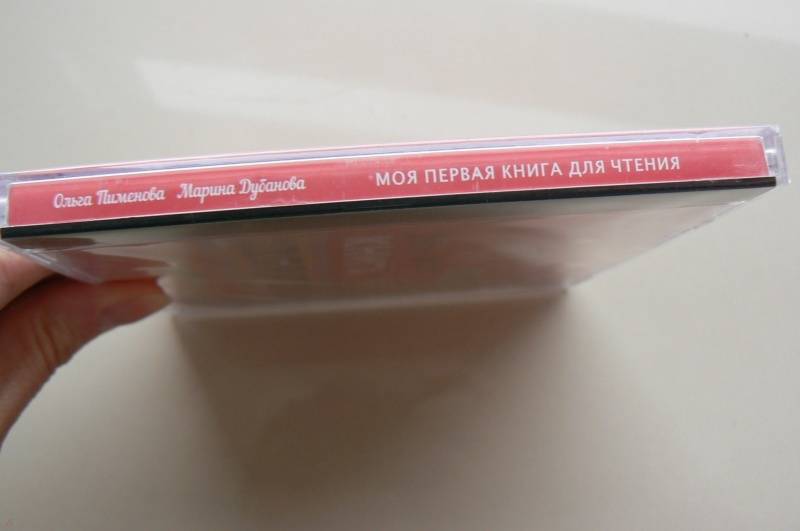 Ольга Пименова Марина Дубанова МОЯ ПЕРВАЯ КНИГА ДЛЯ ЧТЕНИЯ